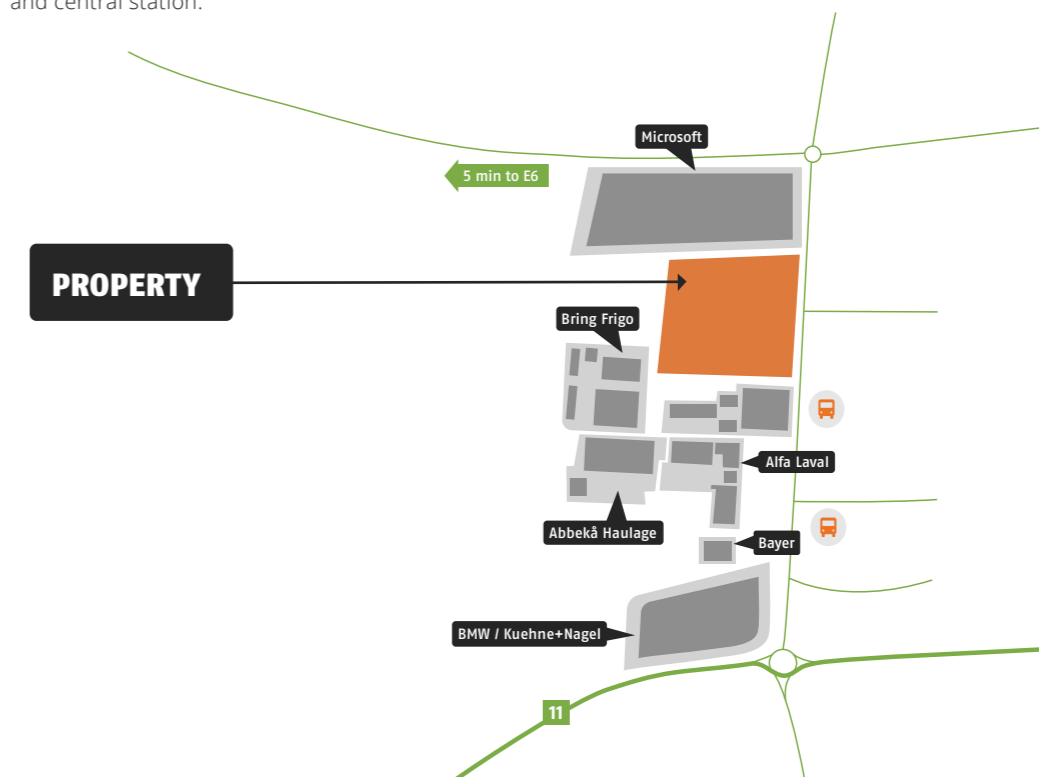 and central station.
Microsoft
5 min to E6
PROPERTY
Bring Frigo
Alfa Laval
Abbekå Haulage
Bayer
BMW / Kuehne+Nagel
11